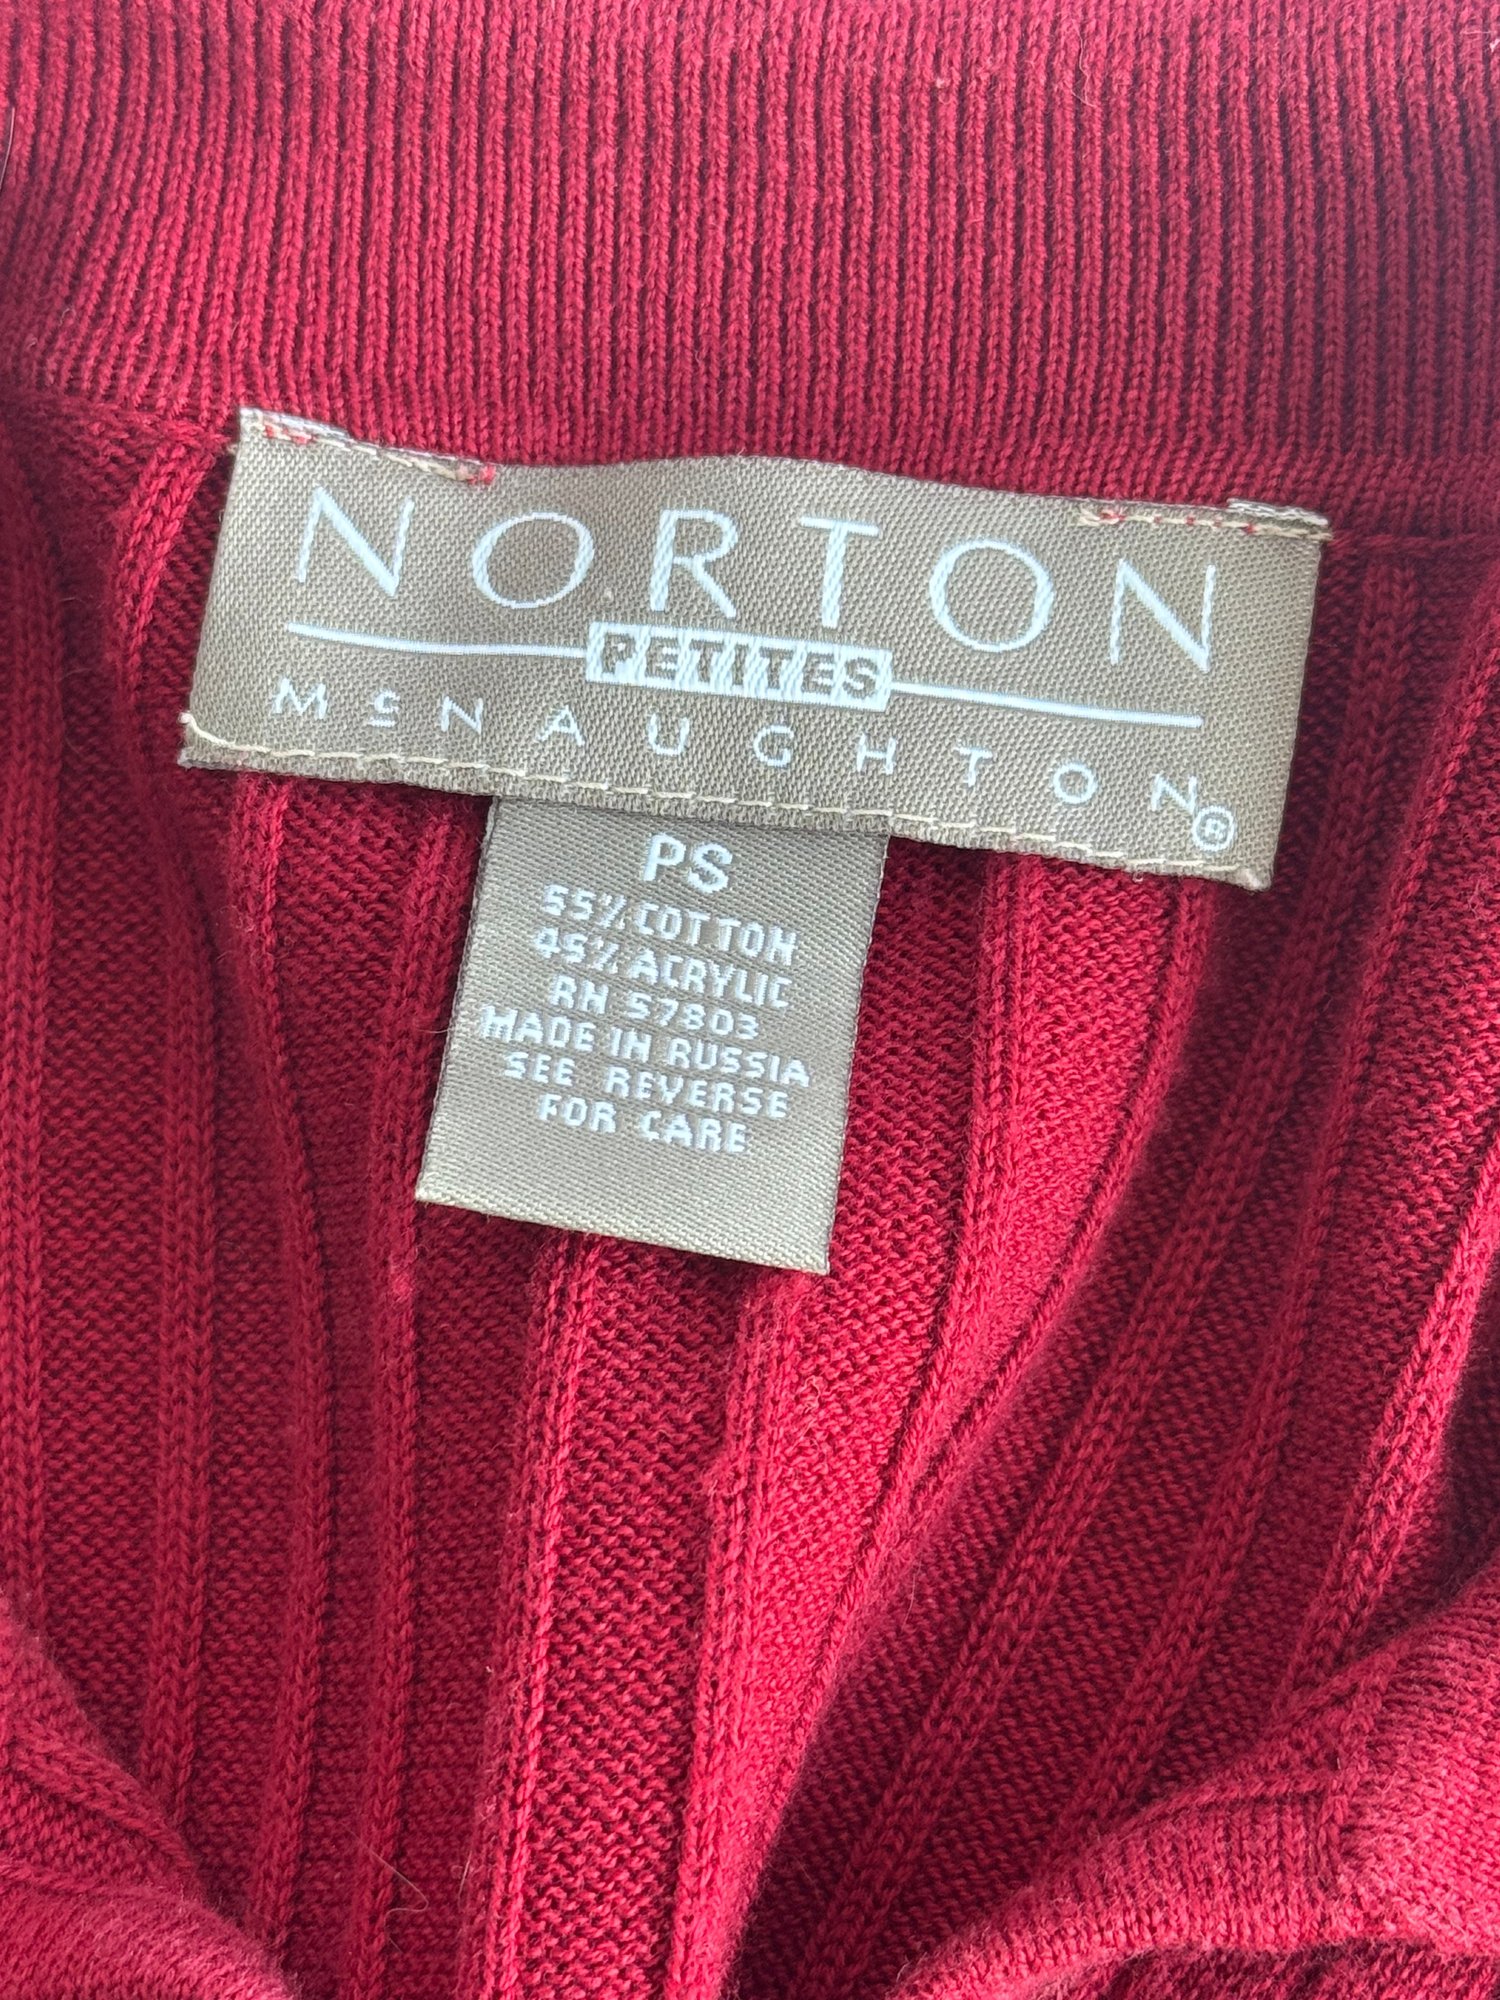 NORTON
PETITES
McNAUGHTON®
PS
55% COTTON
45% ACRYLIC
RN 57803
MADE IN RUSSIA
SEE REVERSE
FOR CARE